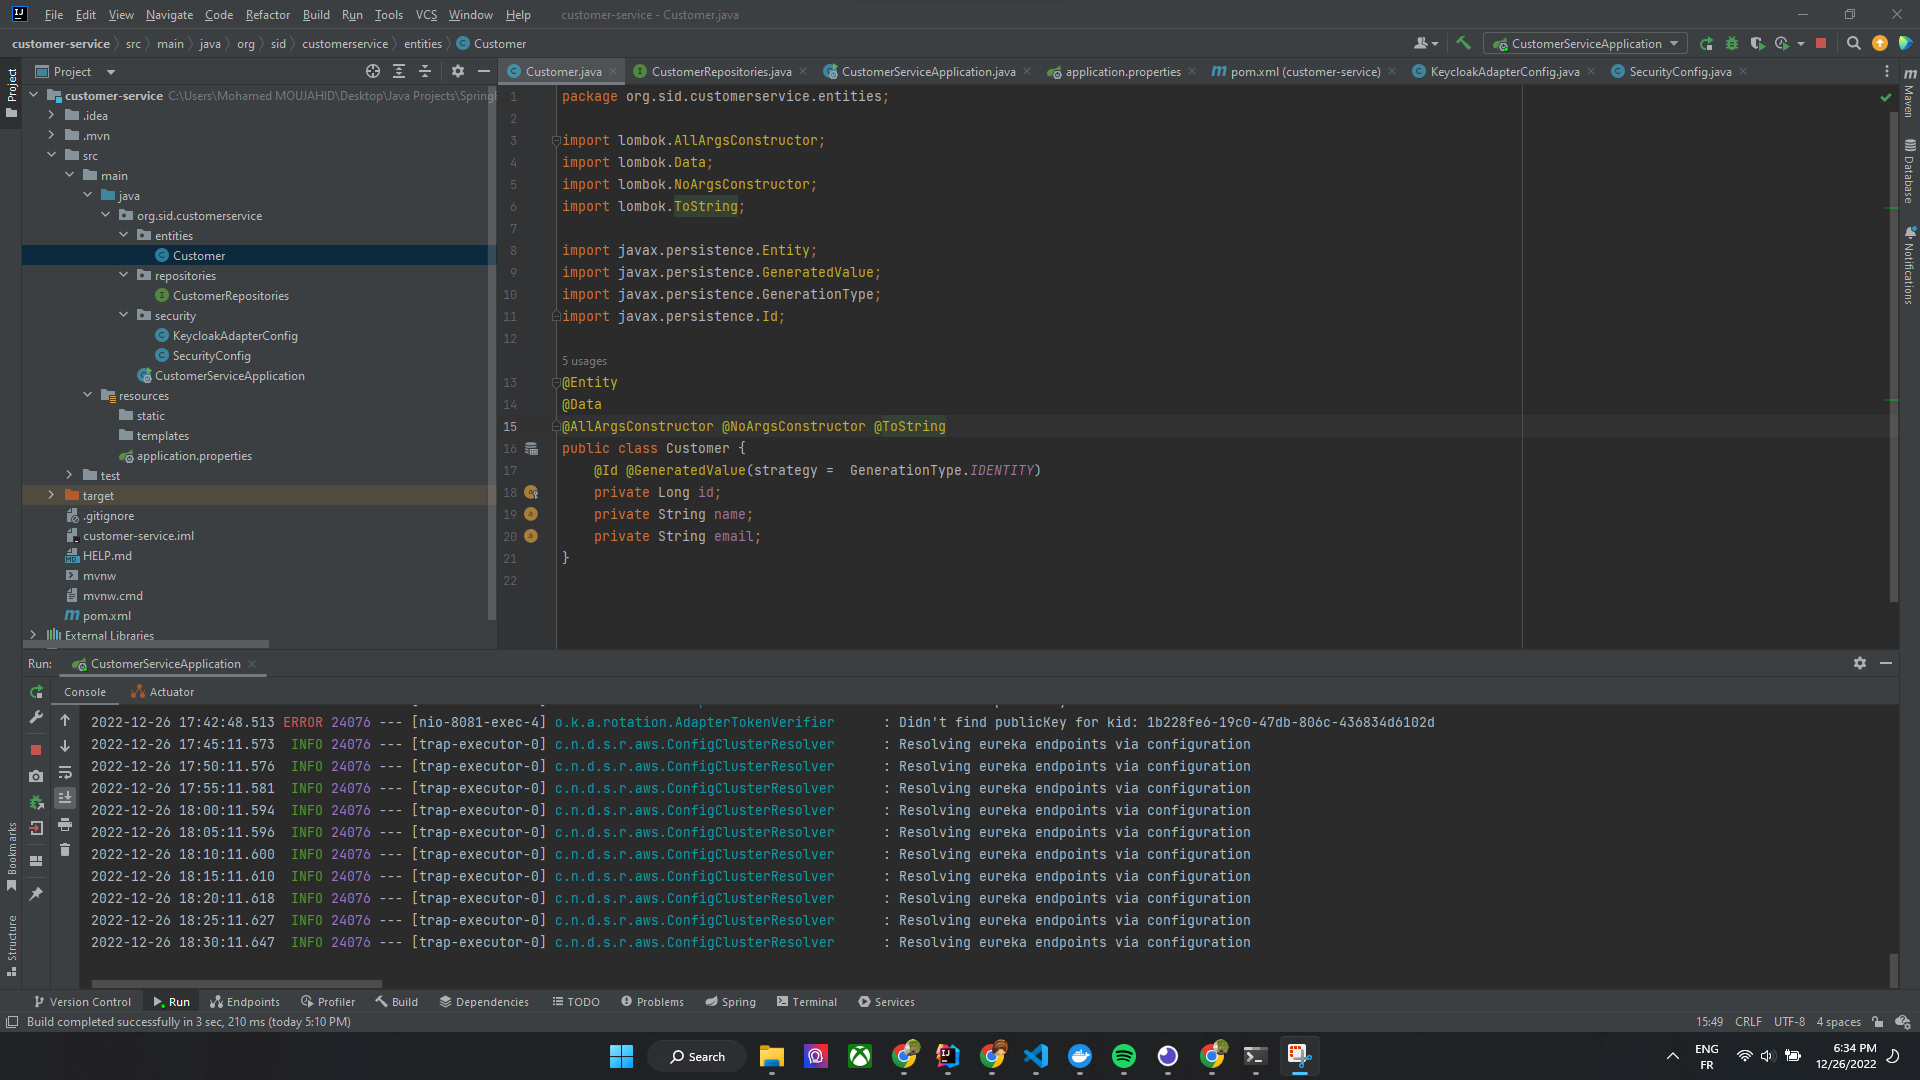 File Edit View Navigate Code Refactor Build Run Tools VCS Window Help customer-service - Customer.java
customer-service src main java org sid customerservice entities Customer
CustomerServiceApplication
Project
Customer.java CustomerRepositories.java CustomerServiceApplication.java application.properties pom.xml (customer-service) KeycloakAdapterConfig.java SecurityConfig.java
Project
Bookmarks
Structure
Maven
Database
Notifications
customer-service C:\Users\Mohamed MOUJAHID\Desktop\Java Projects\Spring
.idea
.mvn
src
main
java
org.sid.customerservice
entities
Customer
repositories
CustomerRepositories
security
KeycloakAdapterConfig
SecurityConfig
CustomerServiceApplication
resources
static
templates
application.properties
test
target
.gitignore
customer-service.iml
HELP.md
mvnw
mvnw.cmd
pom.xml
External Libraries
1 package org.sid.customerservice.entities;
2
3 import lombok.AllArgsConstructor;
4 import lombok.Data;
5 import lombok.NoArgsConstructor;
6 import lombok.ToString;
7
8 import javax.persistence.Entity;
9 import javax.persistence.GeneratedValue;
10 import javax.persistence.GenerationType;
11 import javax.persistence.Id;
12
5 usages
13 @Entity
14 @Data
15 @AllArgsConstructor @NoArgsConstructor @ToString
16 public class Customer {
17 @Id @GeneratedValue(strategy =  GenerationType.IDENTITY)
18 private Long id;
19 private String name;
20 private String email;
21 }
22
Run: CustomerServiceApplication
Console Actuator
2022-12-26 17:42:48.513 ERROR 24076 --- [nio-8081-exec-4] o.k.a.rotation.AdapterTokenVerifier : Didn't find publicKey for kid: 1b228fe6-19c0-47db-806c-436834d6102d
2022-12-26 17:45:11.573 INFO 24076 --- [trap-executor-0] c.n.d.s.r.aws.ConfigClusterResolver : Resolving eureka endpoints via configuration
2022-12-26 17:50:11.576 INFO 24076 --- [trap-executor-0] c.n.d.s.r.aws.ConfigClusterResolver : Resolving eureka endpoints via configuration
2022-12-26 17:55:11.581 INFO 24076 --- [trap-executor-0] c.n.d.s.r.aws.ConfigClusterResolver : Resolving eureka endpoints via configuration
2022-12-26 18:00:11.594 INFO 24076 --- [trap-executor-0] c.n.d.s.r.aws.ConfigClusterResolver : Resolving eureka endpoints via configuration
2022-12-26 18:05:11.596 INFO 24076 --- [trap-executor-0] c.n.d.s.r.aws.ConfigClusterResolver : Resolving eureka endpoints via configuration
2022-12-26 18:10:11.600 INFO 24076 --- [trap-executor-0] c.n.d.s.r.aws.ConfigClusterResolver : Resolving eureka endpoints via configuration
2022-12-26 18:15:11.610 INFO 24076 --- [trap-executor-0] c.n.d.s.r.aws.ConfigClusterResolver : Resolving eureka endpoints via configuration
2022-12-26 18:20:11.618 INFO 24076 --- [trap-executor-0] c.n.d.s.r.aws.ConfigClusterResolver : Resolving eureka endpoints via configuration
2022-12-26 18:25:11.627 INFO 24076 --- [trap-executor-0] c.n.d.s.r.aws.ConfigClusterResolver : Resolving eureka endpoints via configuration
2022-12-26 18:30:11.647 INFO 24076 --- [trap-executor-0] c.n.d.s.r.aws.ConfigClusterResolver : Resolving eureka endpoints via configuration
Version Control Run Endpoints Profiler Build Dependencies TODO Problems Spring Terminal Services
Build completed successfully in 3 sec, 210 ms (today 5:10 PM) 15:49 CRLF UTF-8 4 spaces
Search
ENG
FR
6:34 PM
12/26/2022